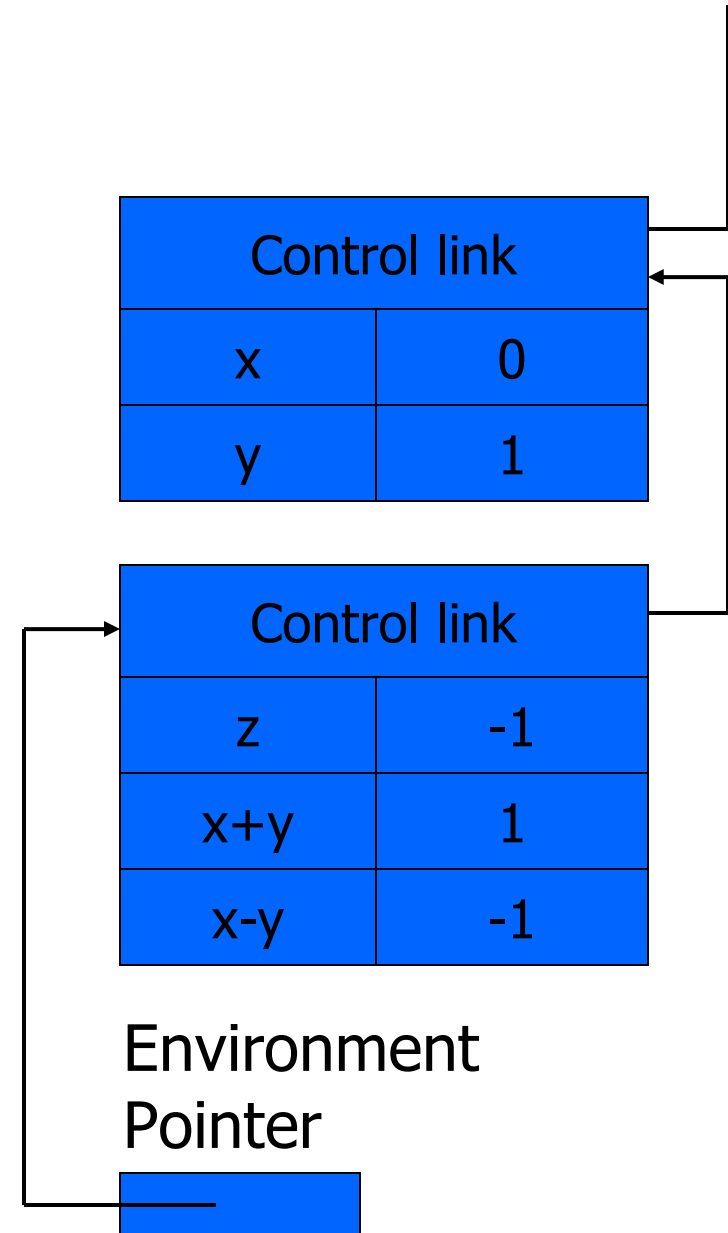 Control link
x 0
y 1
Control link
z -1
x+y 1
x-y -1
Environment
Pointer